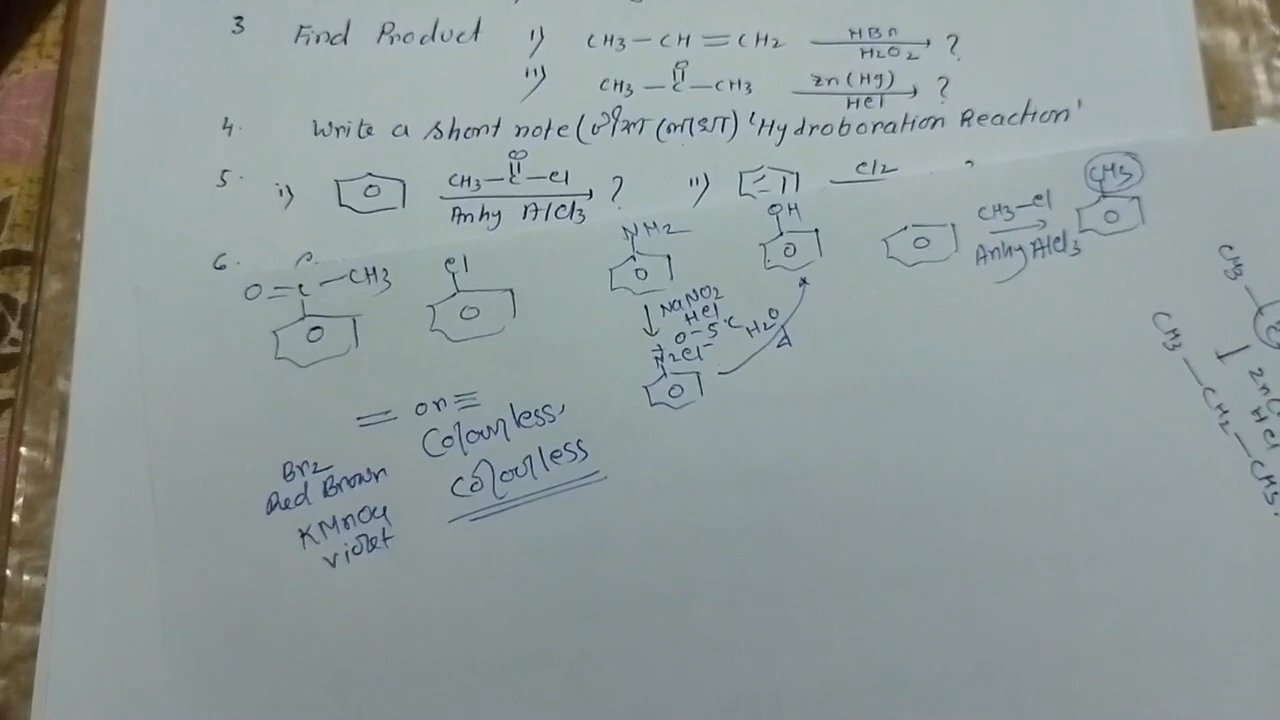 3 Find Product i) CH3-CH=CH2 HBr H2O2 ?
ii) CH3-C-CH3 O Zn(Hg) HCl ?
4. Write a short note 'Hydroboration Reaction'
5. i) CH3-C-Cl O Anhy AlCl3 ? ii) Cl2
CH3-Cl Anhy AlCl3 CH3
6.
O=C-CH3
Cl
NH2
NaNO2
HCl
0-5°C
+
N2Cl-
H2O
Δ
OH
= or ≡
Br2 Colourless
Red Brown
KMnO4 Colourless
violet
CH3
CH3-CH2-CH3
HCl